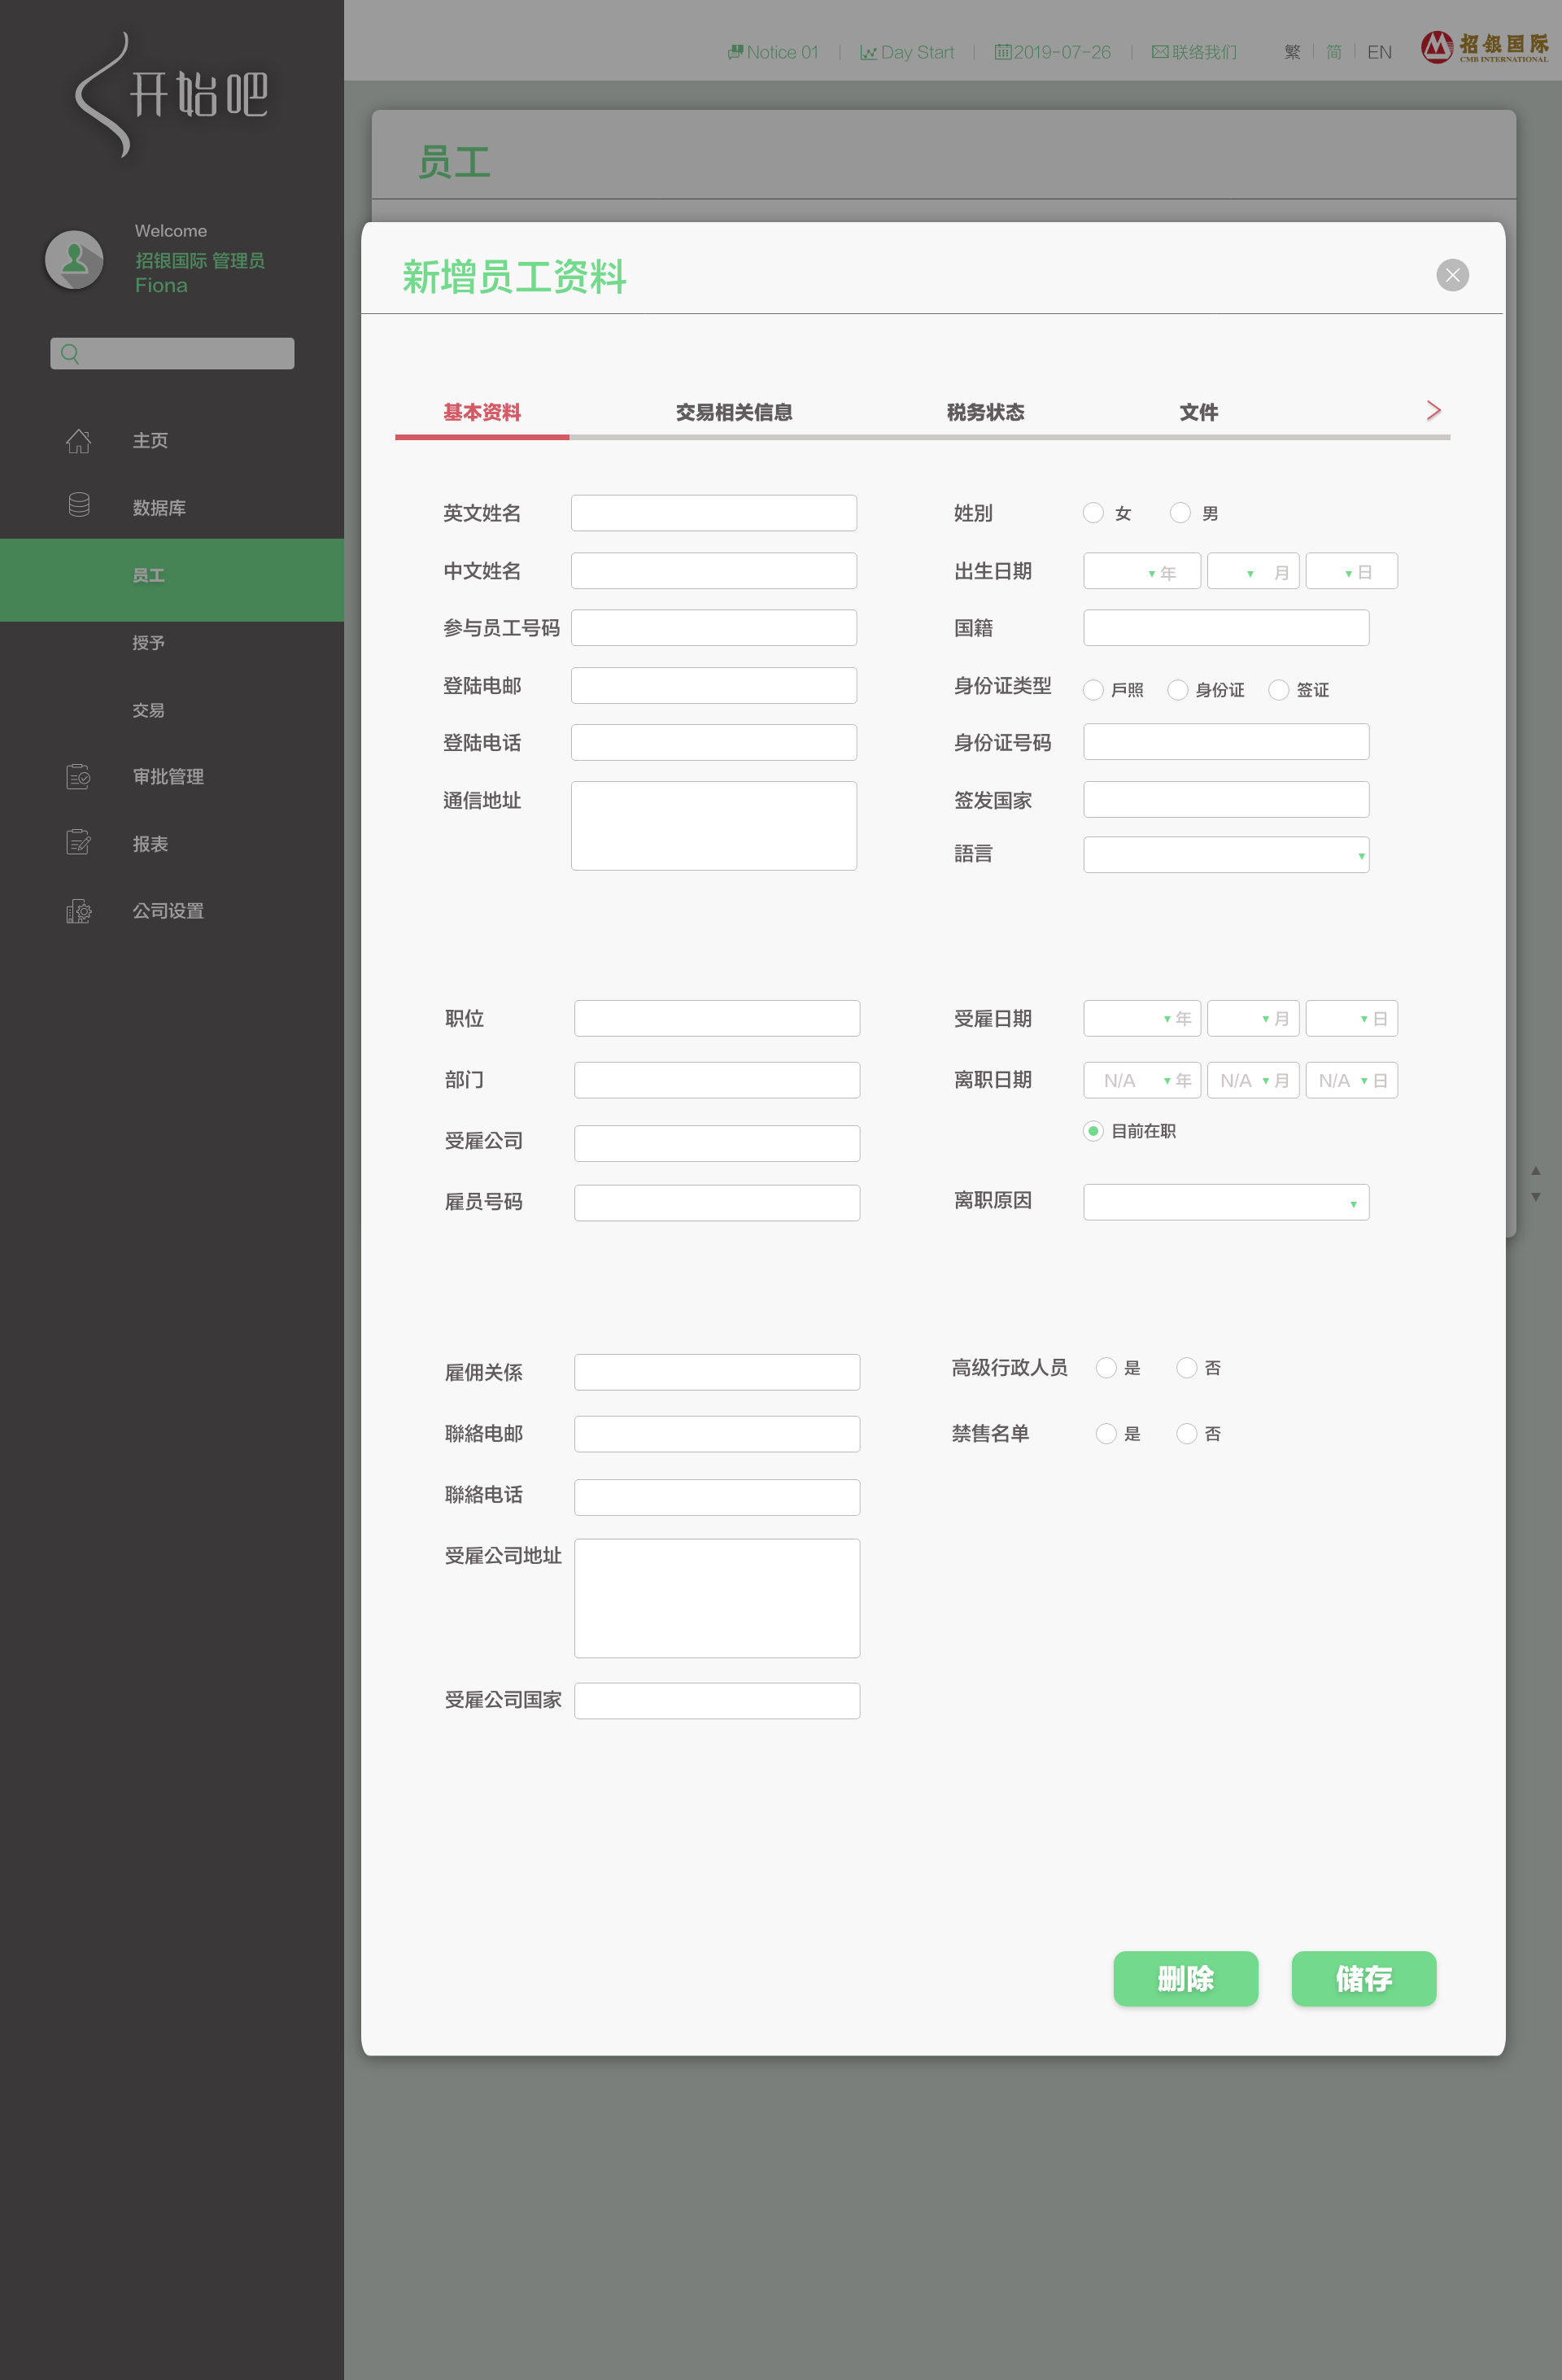 Notice 01
Day Start
2019-07-26
联络我们
繁
简
EN
招银国际
CMB INTERNATIONAL
开始吧
Welcome
招银国际 管理员
Fiona
主页
数据库
员工
授予
交易
审批管理
报表
公司设置
员工
新增员工资料
基本资料
交易相关信息
税务状态
文件
英文姓名
姓別
女
男
中文姓名
出生日期
年
月
日
参与员工号码
国籍
登陆电邮
身份证类型
戶照
身份证
签证
登陆电话
身份证号码
通信地址
签发国家
語言
职位
受雇日期
年
月
日
部门
离职日期
N/A 年
N/A 月
N/A 日
受雇公司
目前在职
雇员号码
离职原因
雇佣关係
高级行政人员
是
否
聯絡电邮
禁售名单
是
否
聯絡电话
受雇公司地址
受雇公司国家
删除
储存